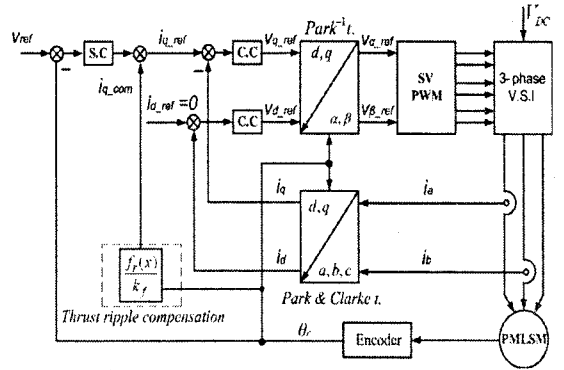 Park⁻¹ t.
V_DC
v_ref
S.C
i_q_ref
C.C
V_q_ref
d,q
V_α_ref
SV
PWM
3-phase
V.S.I
i_q_com
i_d_ref =0
C.C
V_d_ref
α,β
V_β_ref
i_q
d,q
i_a
i_d
a,b,c
i_b
f_r(x)
k_f
Thrust ripple compensation
Park & Clarke t.
θ_r
Encoder
PMLSM